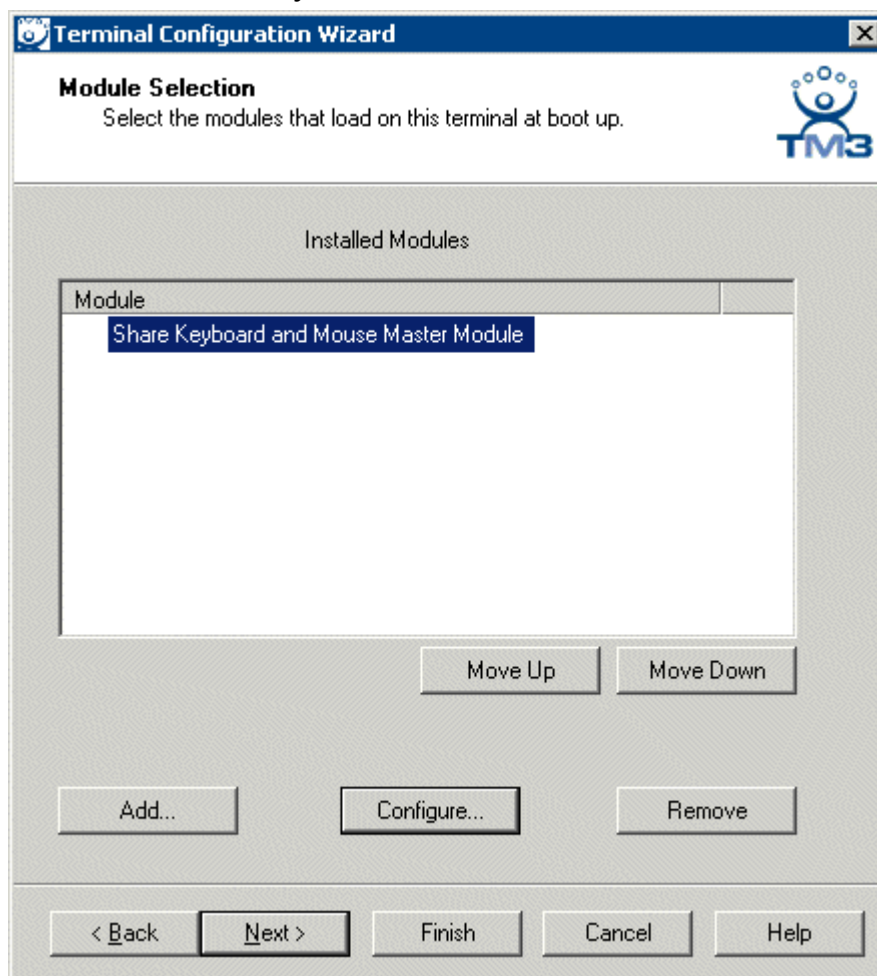 Terminal Configuration Wizard
Module Selection
Select the modules that load on this terminal at boot up.
TM3
Installed Modules
Module
Share Keyboard and Mouse Master Module
Move Up Move Down
Add... Configure... Remove
< Back Next > Finish Cancel Help